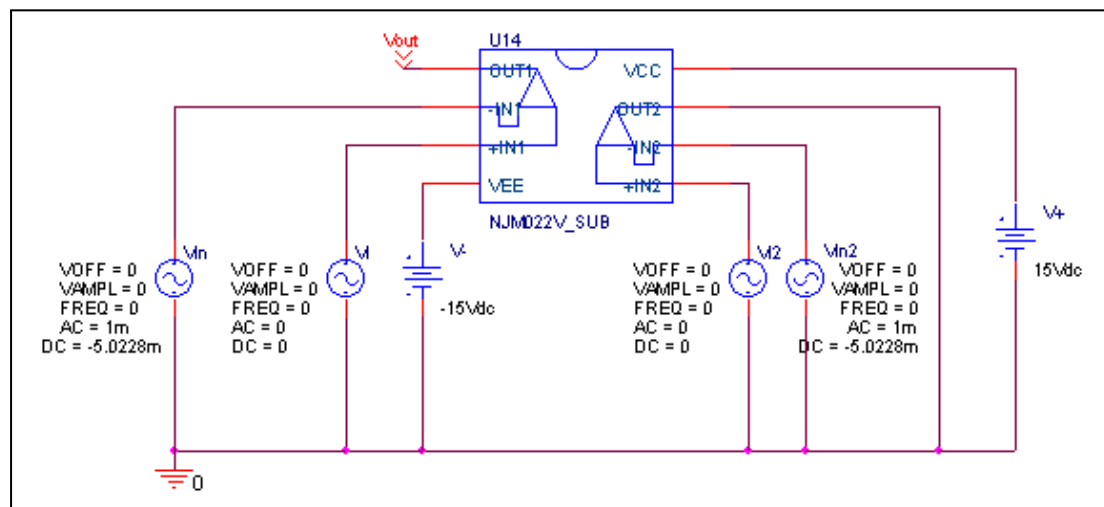 Vout
U14
OUT1
VCC
-IN1
OUT2
+IN1
-IN2
VEE
+IN2
NJM022V_SUB
Vin
VOFF = 0
VAMPL = 0
FREQ = 0
AC = 1m
DC = -5.0228m
VI
VOFF = 0
VAMPL = 0
FREQ = 0
AC = 0
DC = 0
V-
-15Vdc
VI2
VOFF = 0
VAMPL = 0
FREQ = 0
AC = 0
DC = 0
Vin2
VOFF = 0
VAMPL = 0
FREQ = 0
AC = 1m
DC = -5.0228m
V+
15Vdc
0